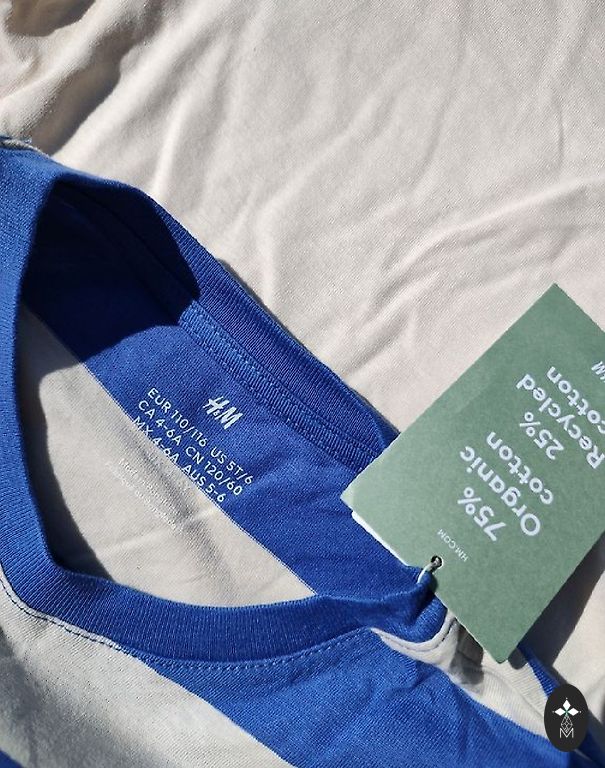 H&M
EUR 110/116 US 5T/6
CA 4-6A CN 120/60
MX 4-6A AUS 5-6
75%
Organic
cotton
25%
Recycled
cotton
HM.COM
M